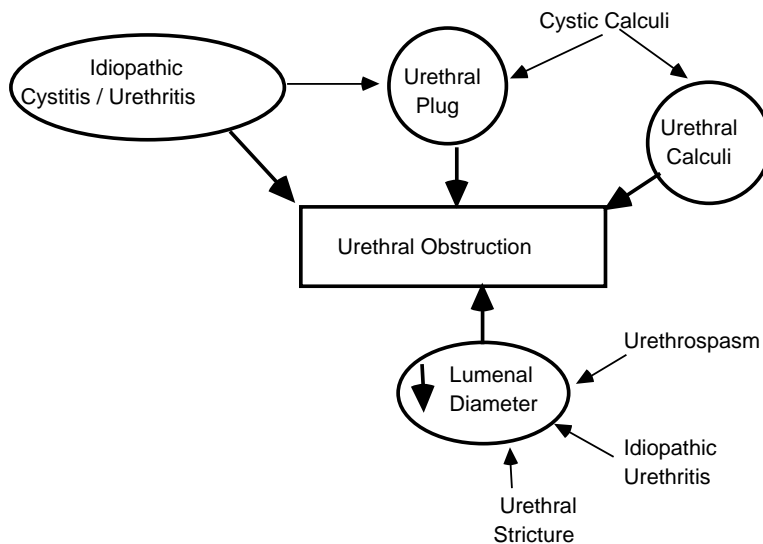 Cystic Calculi
Idiopathic
Cystitis / Urethritis
Urethral
Plug
Urethral
Calculi
Urethral Obstruction
Lumenal
Diameter
Urethrospasm
Idiopathic
Urethritis
Urethral
Stricture